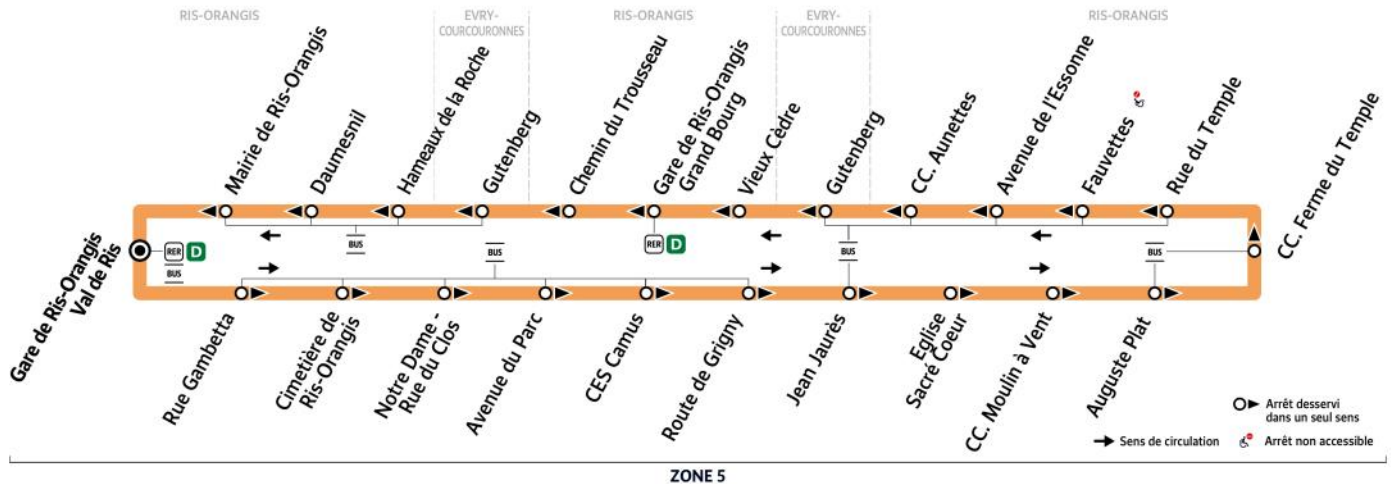 RIS-ORANGIS
EVRY-
COURCOURONNES
RIS-ORANGIS
EVRY-
COURCOURONNES
RIS-ORANGIS
Mairie de Ris-Orangis
Daumesnil
Hameaux de la Roche
Gutenberg
Chemin du Trousseau
Gare de Ris-Orangis
Grand Bourg
Vieux Cèdre
Gutenberg
CC. Aunettes
Avenue de l'Essonne
Fauvettes
Rue du Temple
CC. Ferme du Temple
BUS
RER D
BUS
BUS
RER D
BUS
BUS
Gare de Ris-Orangis
Val de Ris
Rue Gambetta
Cimetière de
Ris-Orangis
Notre Dame -
Rue du Clos
Avenue du Parc
CES Camus
Route de Grigny
Jean Jaurès
Eglise
Sacré Coeur
CC. Moulin à Vent
Auguste Plat
Arrêt desservi
dans un seul sens
Sens de circulation
Arrêt non accessible
ZONE 5